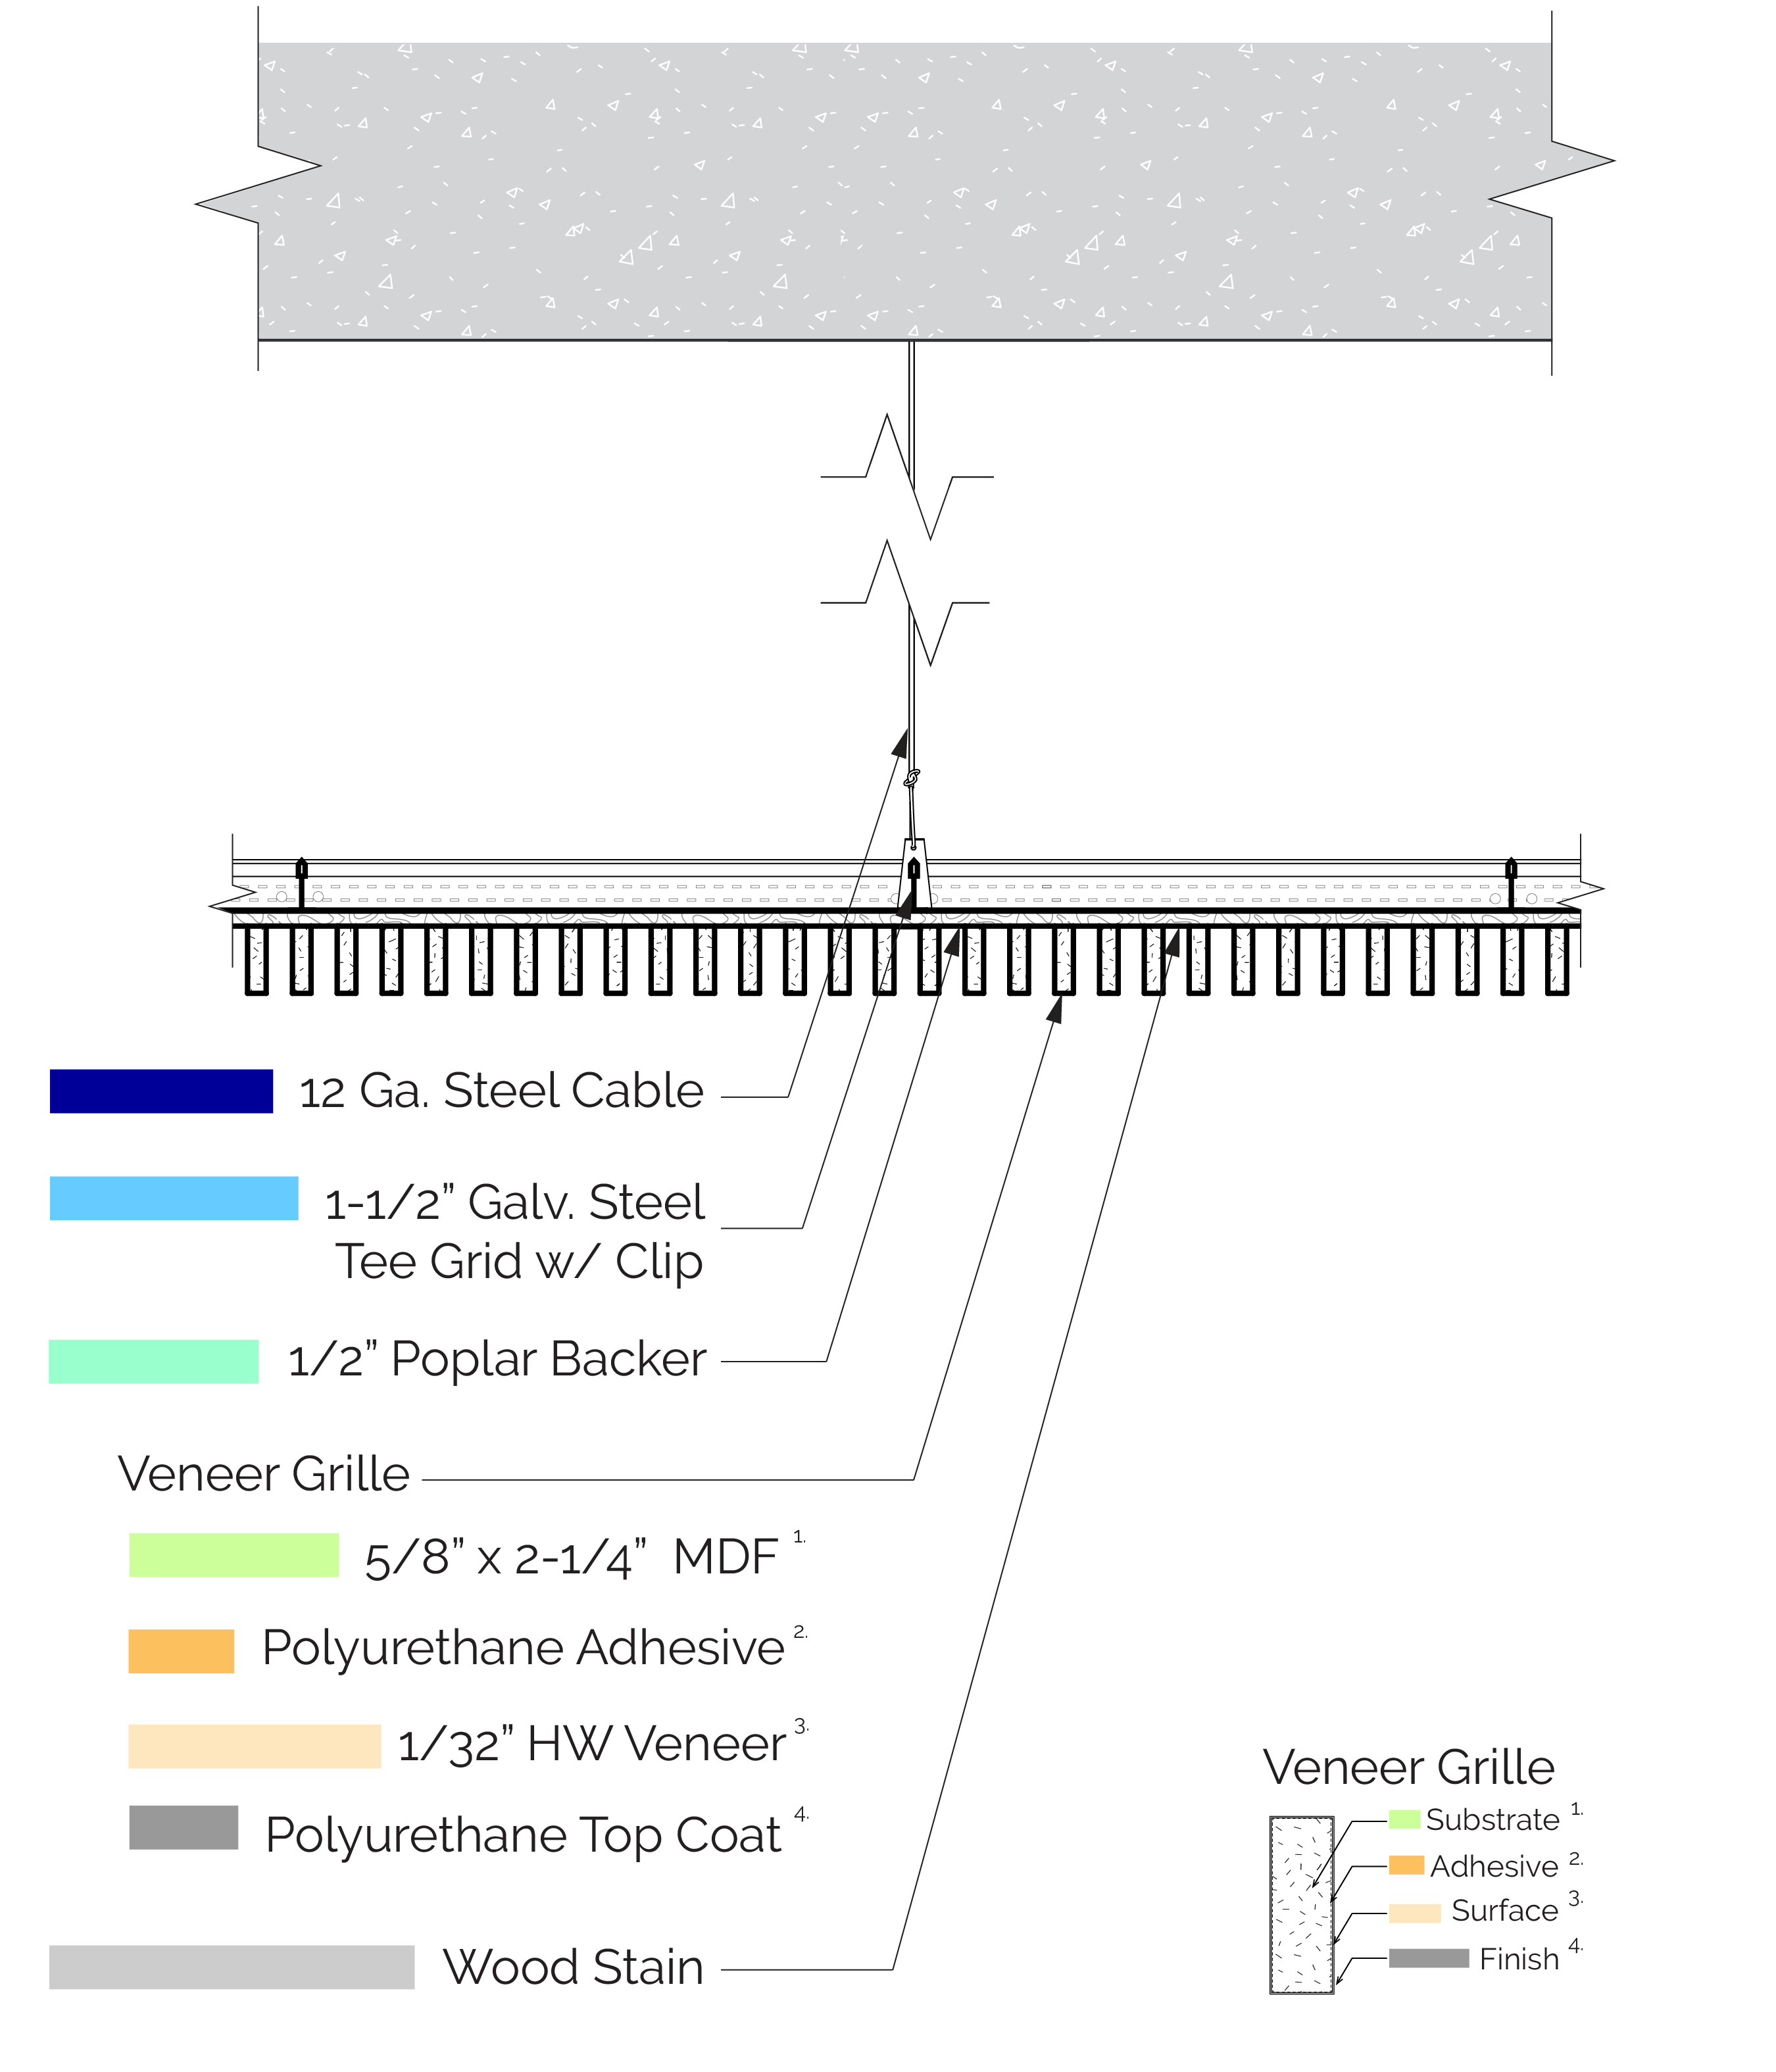 12 Ga. Steel Cable
1-1/2” Galv. Steel
Tee Grid w/ Clip
1/2” Poplar Backer
Veneer Grille
5/8” x 2-1/4” MDF 1.
Polyurethane Adhesive 2.
1/32” HW Veneer 3.
Polyurethane Top Coat 4.
Wood Stain
Veneer Grille
Substrate 1.
Adhesive 2.
Surface 3.
Finish 4.